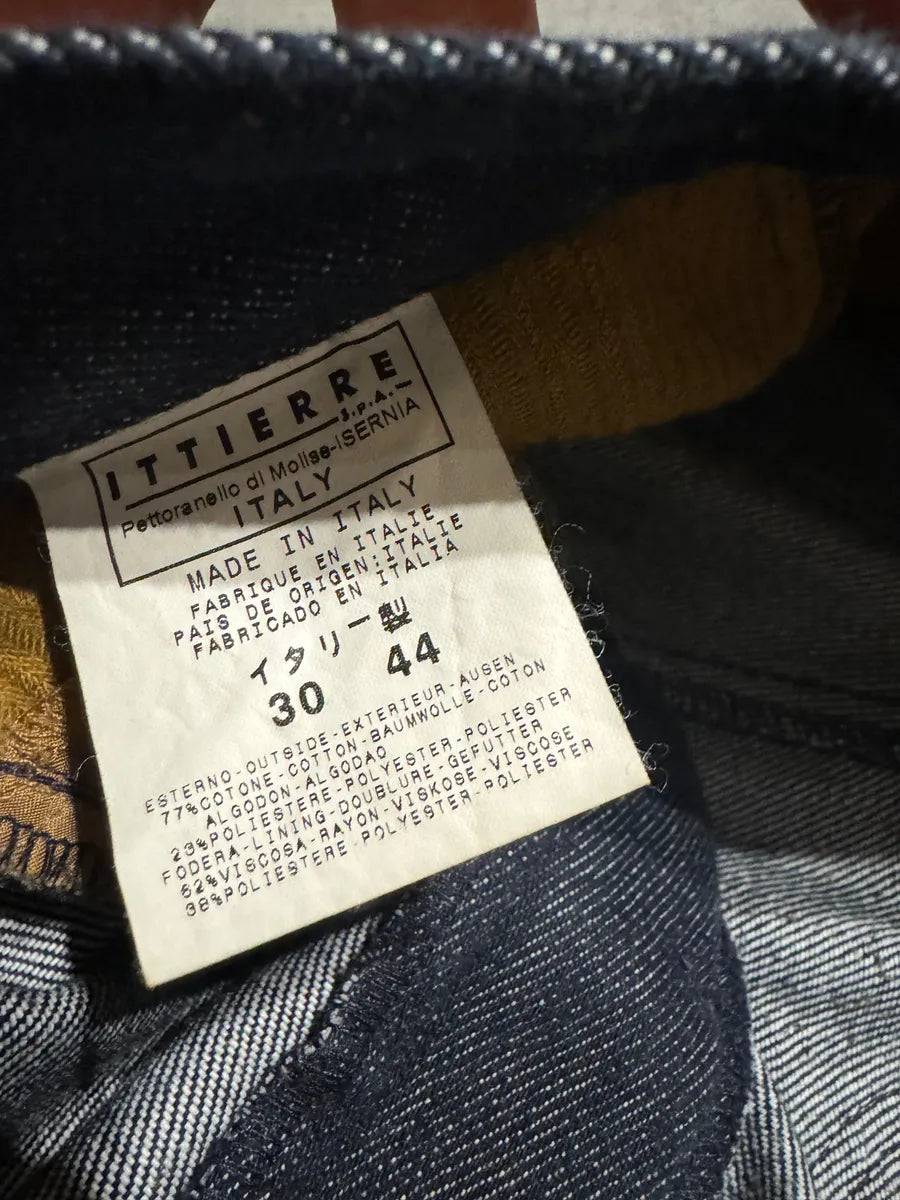 ITTIERRE
S.P.A.
Pettoranello di Molise-ISERNIA
ITALY
MADE IN ITALY
FABRIQUE EN ITALIE
PAIS DE ORIGEN:ITALIE
FABRICADO EN ITALIA
イタリー製
30 44
ESTERNO-OUTSIDE-EXTERIEUR-AUSEN
77%COTONE-COTTON-BAUMWOLLE-COTON
ALGODON-ALGODAO
23%POLIESTERE-POLYESTER-POLIESTER
FODERA-LINING-DOUBLURE-GEFUTTER
62%VISCOSA-RAYON-VISKOSE-VISCOSE
38%POLIESTERE-POLYESTER-POLIESTER